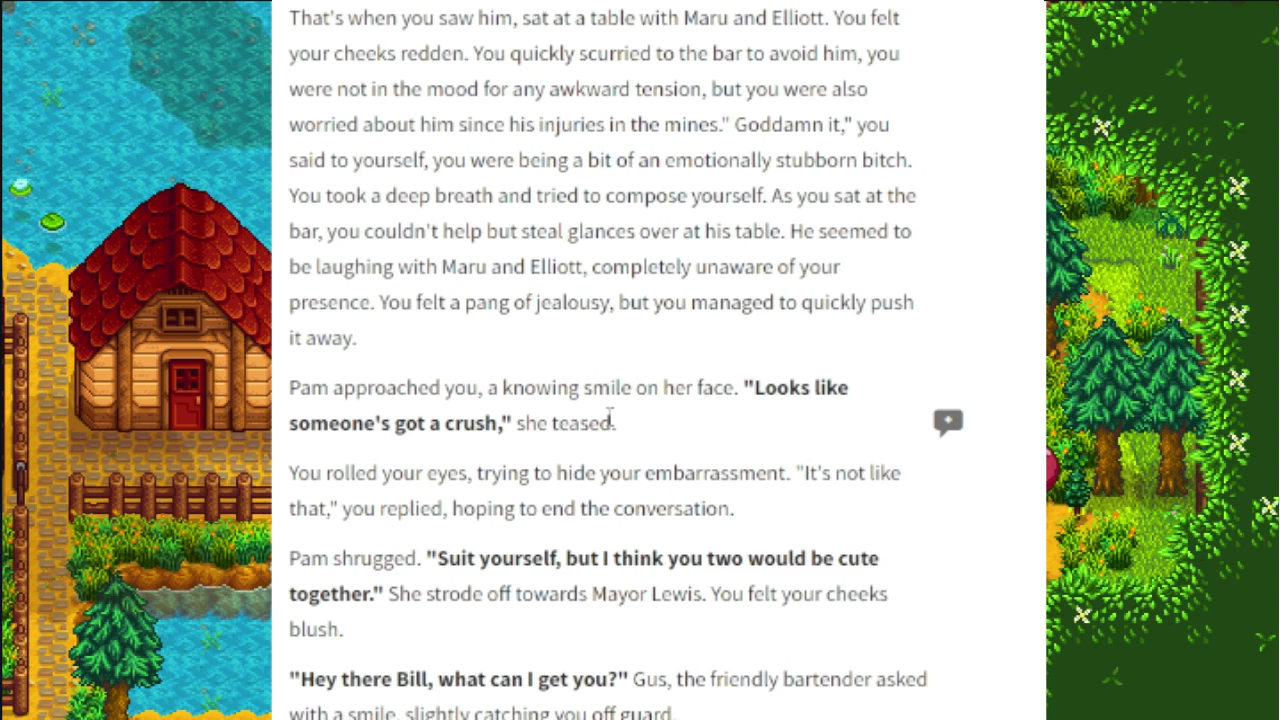 That's when you saw him, sat at a table with Maru and Elliott. You felt
your cheeks redden. You quickly scurried to the bar to avoid him, you
were not in the mood for any awkward tension, but you were also
worried about him since his injuries in the mines." Goddamn it," you
said to yourself, you were being a bit of an emotionally stubborn bitch.
You took a deep breath and tried to compose yourself. As you sat at the
bar, you couldn't help but steal glances over at his table. He seemed to
be laughing with Maru and Elliott, completely unaware of your
presence. You felt a pang of jealousy, but you managed to quickly push
it away.
Pam approached you, a knowing smile on her face. "Looks like
someone's got a crush," she teased.
You rolled your eyes, trying to hide your embarrassment. "It's not like
that," you replied, hoping to end the conversation.
Pam shrugged. "Suit yourself, but I think you two would be cute
together." She strode off towards Mayor Lewis. You felt your cheeks
blush.
"Hey there Bill, what can I get you?" Gus, the friendly bartender asked
with a smile, slightly catching you off guard.